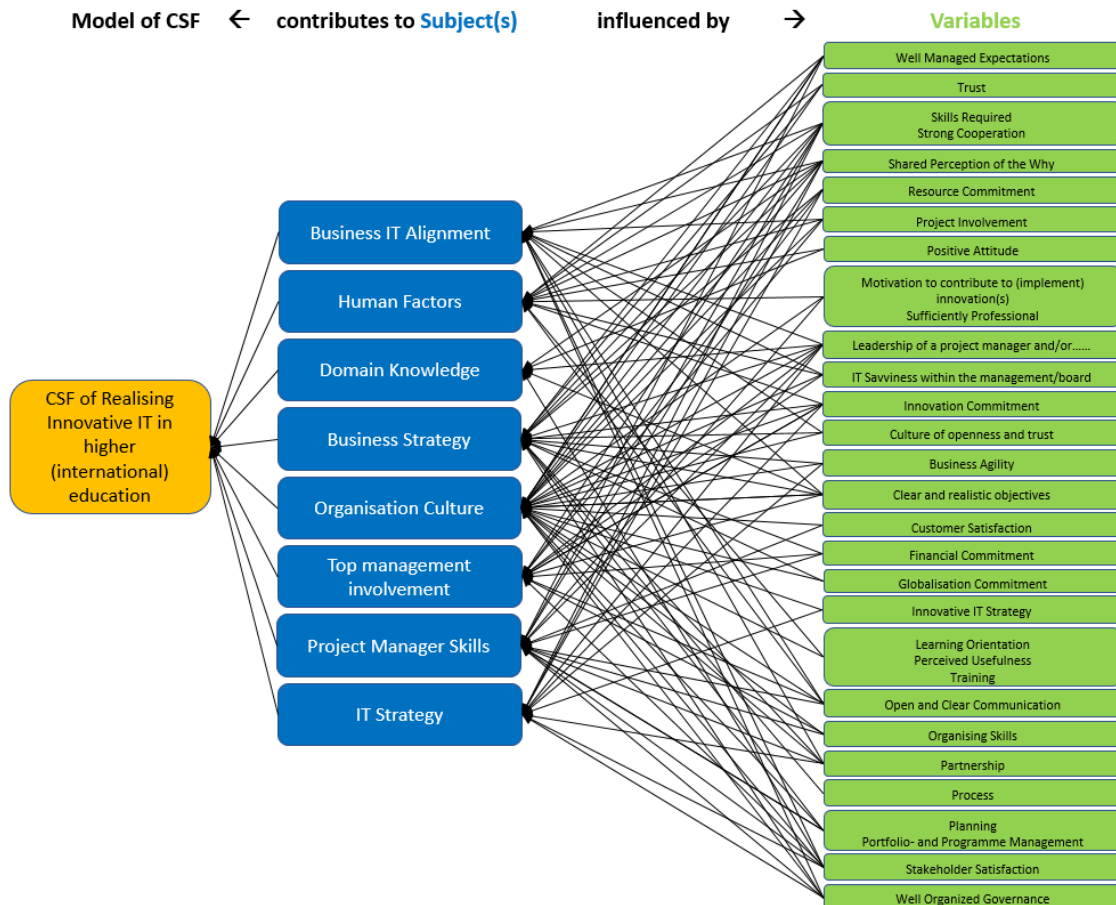 Model of CSF ← contributes to Subject(s) influenced by → Variables
CSF of Realising
Innovative IT in
higher
(international)
education
Business IT Alignment
Human Factors
Domain Knowledge
Business Strategy
Organisation Culture
Top management
involvement
Project Manager Skills
IT Strategy
Well Managed Expectations
Trust
Skills Required
Strong Cooperation
Shared Perception of the Why
Resource Commitment
Project Involvement
Positive Attitude
Motivation to contribute to (implement)
innovation(s)
Sufficiently Professional
Leadership of a project manager and/or......
IT Savviness within the management/board
Innovation Commitment
Culture of openness and trust
Business Agility
Clear and realistic objectives
Customer Satisfaction
Financial Commitment
Globalisation Commitment
Innovative IT Strategy
Learning Orientation
Perceived Usefulness
Training
Open and Clear Communication
Organising Skills
Partnership
Process
Planning
Portfolio- and Programme Management
Stakeholder Satisfaction
Well Organized Governance